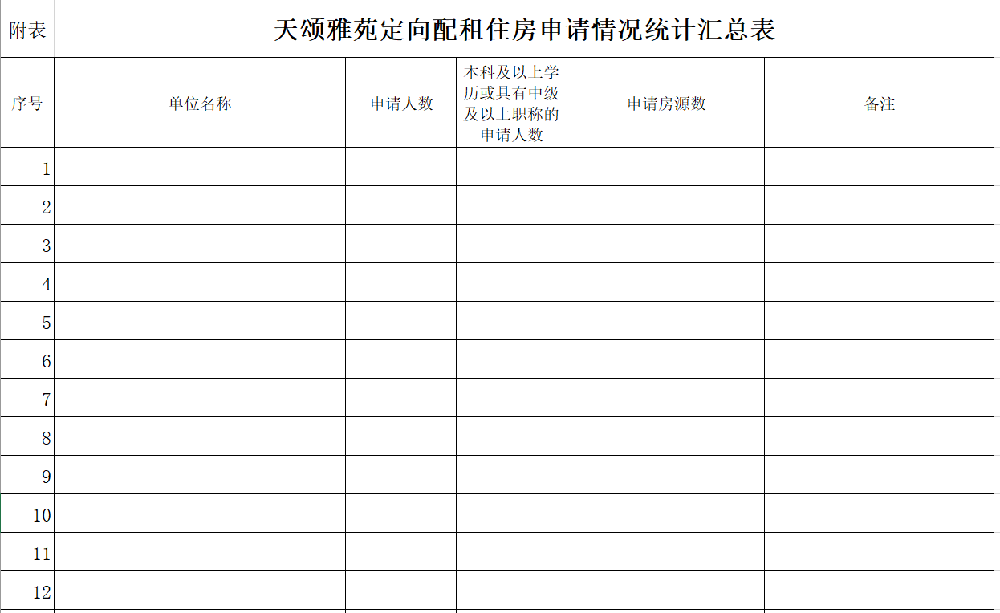 附表
天颂雅苑定向配租住房申请情况统计汇总表
序号
单位名称
申请人数
本科及以上学
历或具有中级
及以上职称的
申请人数
申请房源数
备注
1
2
3
4
5
6
7
8
9
10
11
12